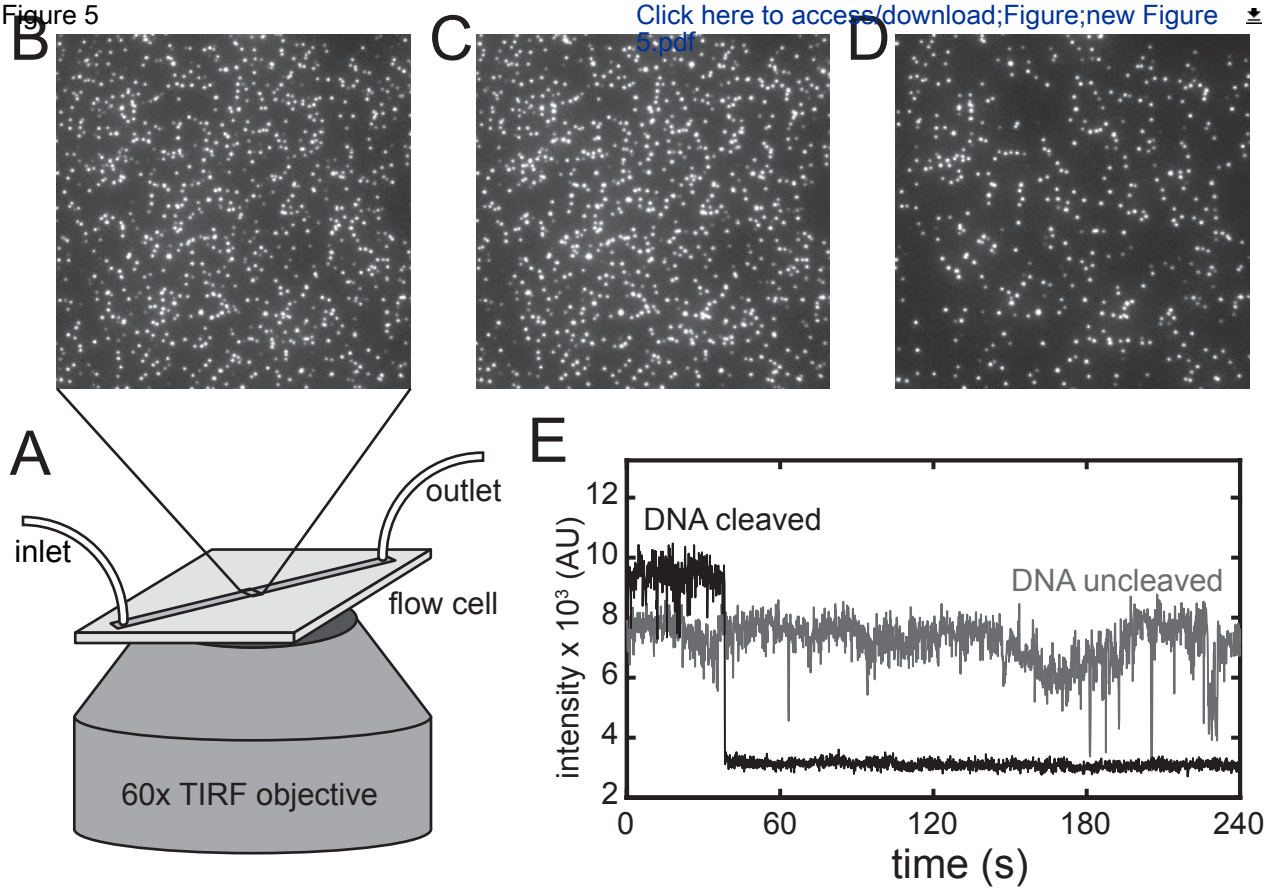 Figure 5
Click here to access/download;Figure;new Figure
5.pdf
B
C
D
A
inlet
outlet
flow cell
60x TIRF objective
E
DNA cleaved
DNA uncleaved
intensity x 10³ (AU)
12
10
8
6
4
2
0 60 120 180 240
time (s)